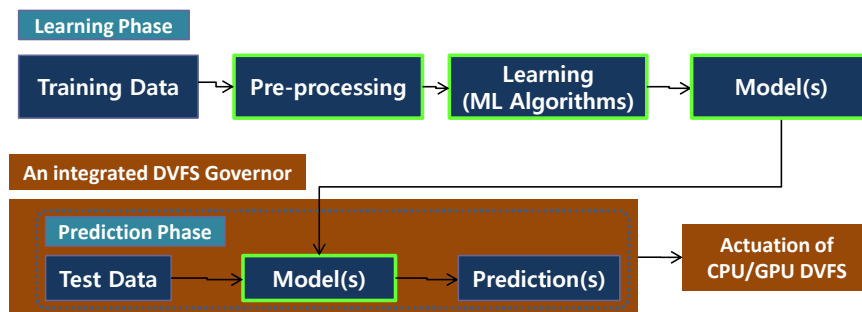 Learning Phase
Training Data
Pre-processing
Learning
(ML Algorithms)
Model(s)
An integrated DVFS Governor
Prediction Phase
Test Data
Model(s)
Prediction(s)
Actuation of
CPU/GPU DVFS